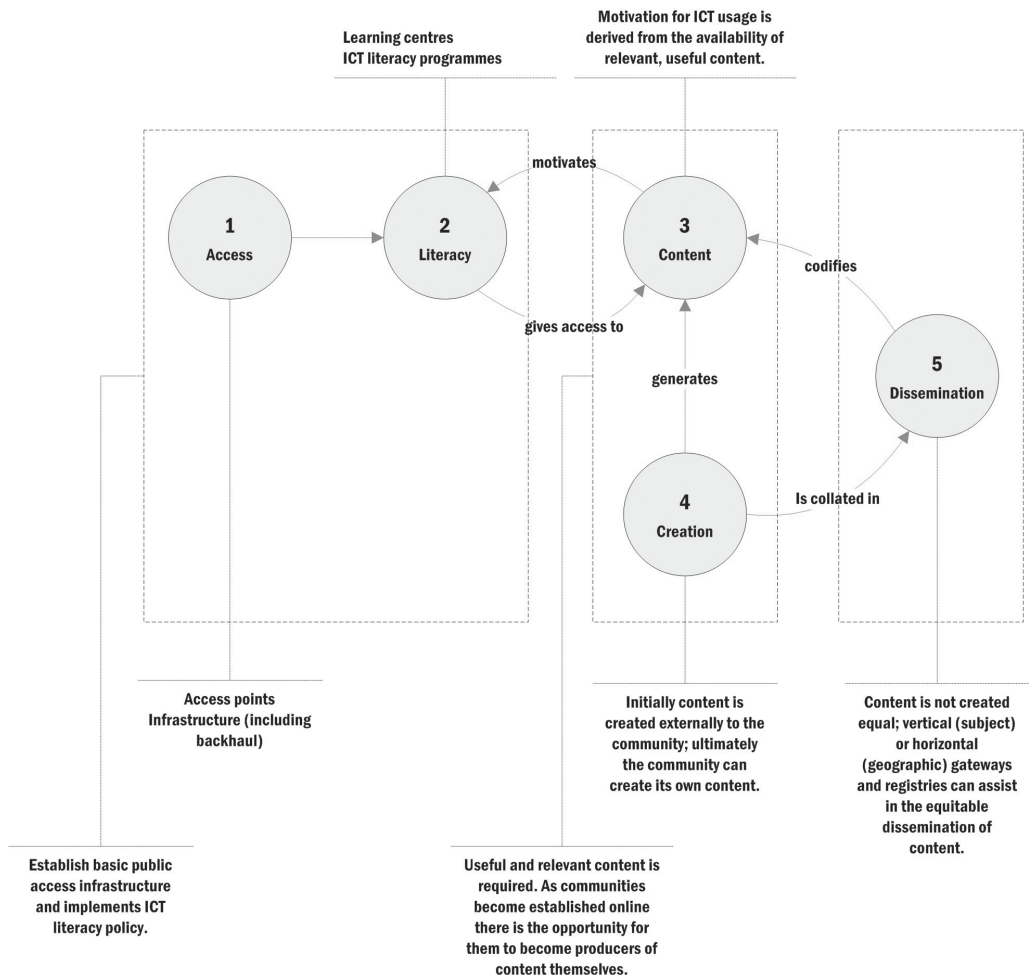 Learning centres
ICT literacy programmes
Motivation for ICT usage is
derived from the availability of
relevant, useful content.
motivates
1
Access
2
Literacy
3
Content
codifies
gives access to
generates
5
Dissemination
4
Creation
Is collated in
Access points
Infrastructure (including
backhaul)
Initially content is
created externally to the
community; ultimately
the community can
create its own content.
Content is not created
equal; vertical (subject)
or horizontal
(geographic) gateways
and registries can assist
in the equitable
dissemination of
content.
Establish basic public
access infrastructure
and implements ICT
literacy policy.
Useful and relevant content is
required. As communities
become established online
there is the opportunity for
them to become producers of
content themselves.